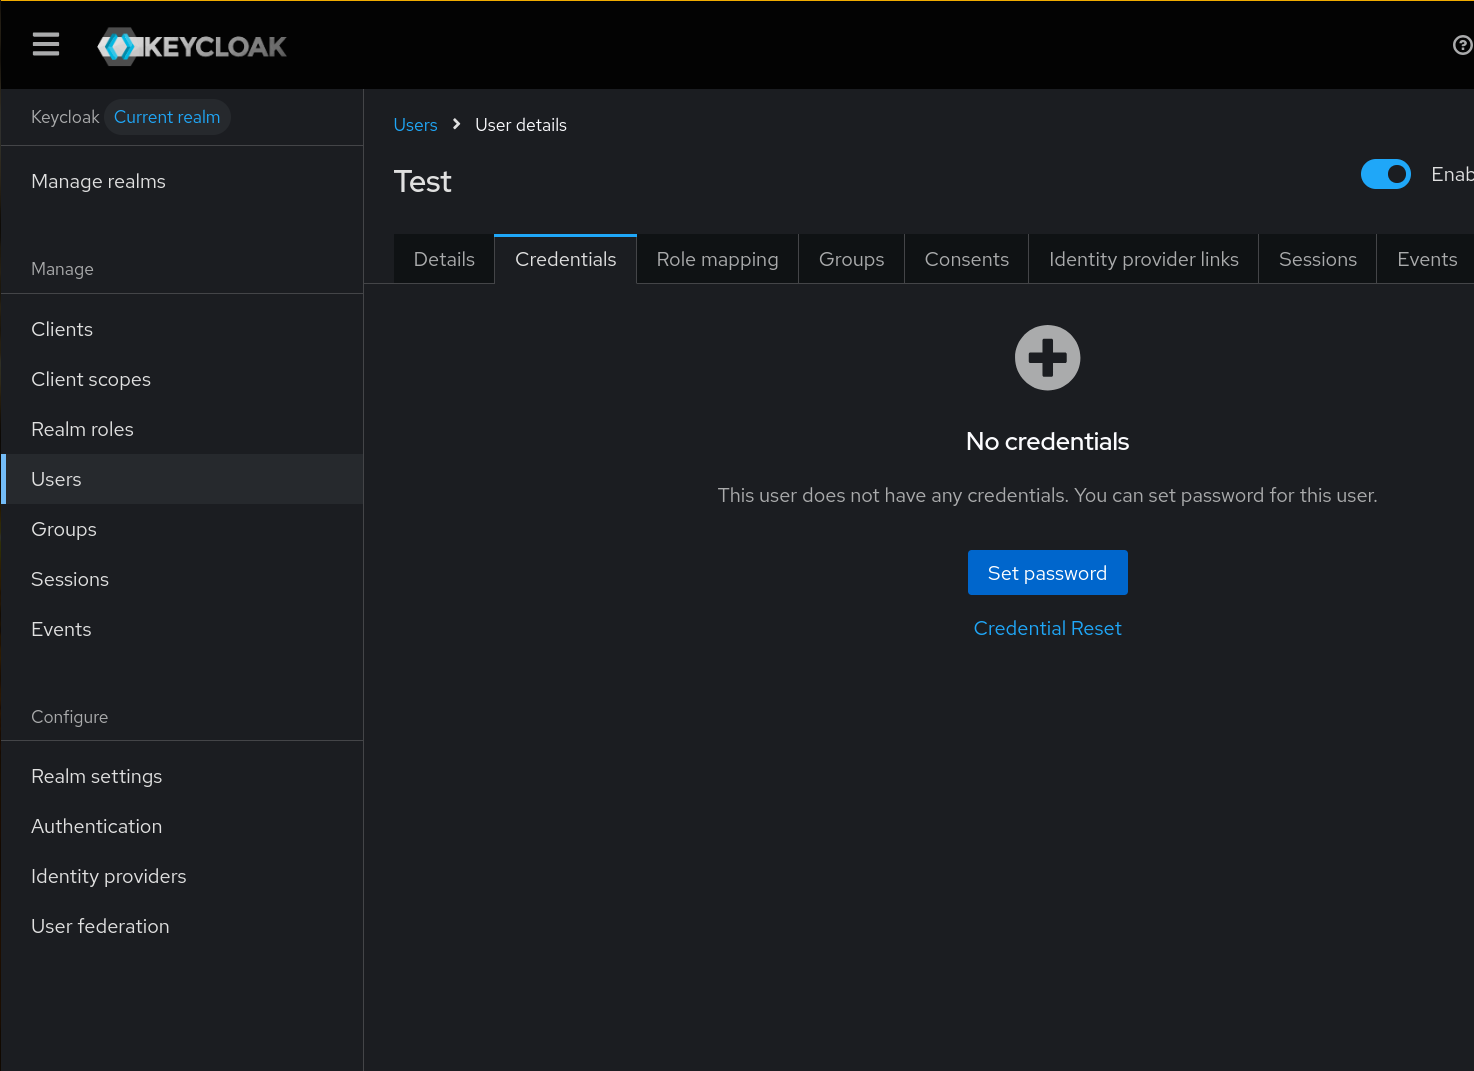 KEYCLOAK
Keycloak Current realm
Manage realms
Manage
Clients
Client scopes
Realm roles
Users
Groups
Sessions
Events
Configure
Realm settings
Authentication
Identity providers
User federation
Users > User details
Test
Enab
Details Credentials Role mapping Groups Consents Identity provider links Sessions Events
No credentials
This user does not have any credentials. You can set password for this user.
Set password
Credential Reset